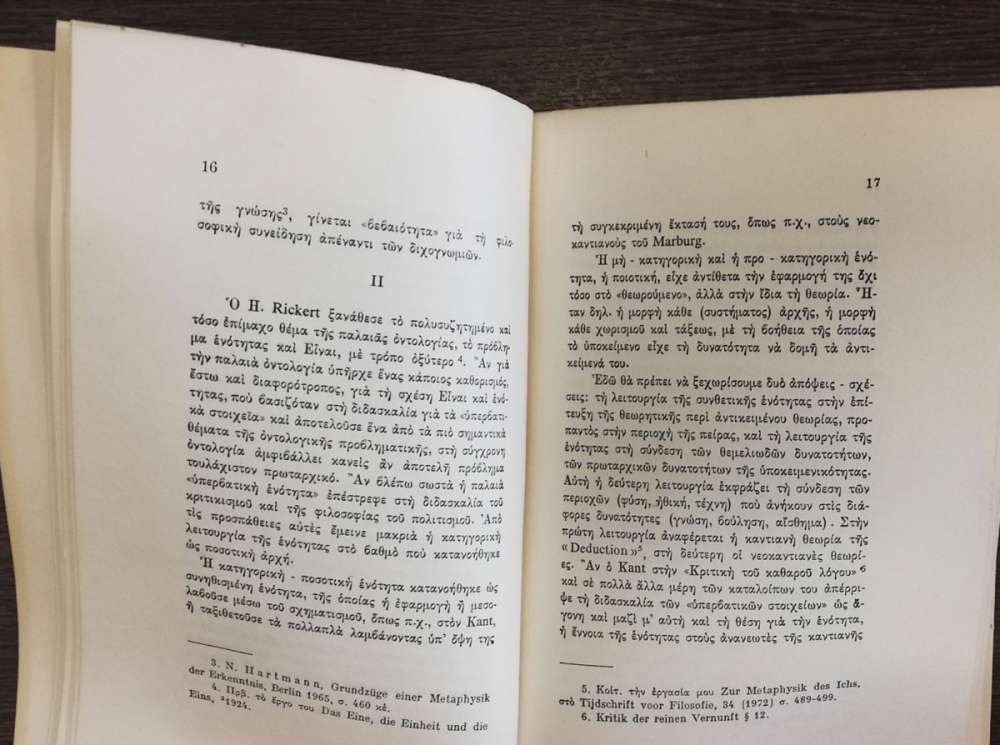 16
τῆς γνώσης³, γίνεται «βεβαιότητα» γιὰ τὴ φιλο-
σοφικὴ συνείδηση ἀπέναντι τῶν διχογνωμιῶν.
II
Ὁ H. Rickert ξανάθεσε τὸ πολυσυζητημένο καὶ
τόσο ἐπίμαχο θέμα τῆς παλαιᾶς ὀντολογίας, τὸ πρόβλη-
μα ἑνότητας καὶ Εἶναι, μὲ τρόπο ὀξύτερο⁴. Ἂν γιὰ
τὴν παλαιὰ ὀντολογία ὑπῆρχε ἕνας κάποιος καθορισμός,
ἔστω καὶ διαφορότροπος, γιὰ τὴ σχέση Εἶναι καὶ ἑνό-
τητας, ποὺ βασιζόταν στὴ διδασκαλία γιὰ τὰ «ὑπερβατι-
κὰ στοιχεῖα» καὶ ἀποτελοῦσε ἕνα ἀπὸ τὰ πιὸ σημαντικὰ
θέματα τῆς ὀντολογικῆς προβληματικῆς, στὴ σύγχρονη
ὀντολογία ἀμφιβάλλει κανεὶς ἂν ἀποτελῆ πρόβλημα
τουλάχιστον πρωταρχικό. Ἂν βλέπω σωστὰ ἡ παλαιὰ
«ὑπερβατικὴ ἑνότητα» ἐπέστρεφε στὴ διδασκαλία τοῦ
κριτικισμοῦ καὶ τῆς φιλοσοφίας τοῦ πολιτισμοῦ. Ἀπὸ
τὶς προσπάθειες αὐτὲς ἔμεινε μακριὰ ἡ κατηγορικὴ
λειτουργία τῆς ἑνότητας στὸ βαθμὸ ποὺ κατανοήθηκε
ὡς ποσοτικὴ ἀρχή.
Ἡ κατηγορικὴ - ποσοτικὴ ἑνότητα κατανοήθηκε ὡς
συνηθισμένη ἑνότητα, τῆς ὁποίας ἡ ἐφαρμογὴ ἢ μεσο-
λαβοῦσε μέσω τοῦ σχηματισμοῦ, ὅπως π.χ., στὸν Kant,
ἢ ταξιθετοῦσε τὰ πολλαπλὰ λαμβάνοντας ὑπ' ὄψη της
3. N. Hartmann, Grundzüge einer Metaphysik
der Erkenntnis, Berlin 1965, σ. 460 κἑ.
4. Πρβ. τὸ ἔργο του Das Eine, die Einheit und die
Eins, ²1924.
17
τὴ συγκεκριμένη ἔκτασή τους, ὅπως π.χ., στοὺς νεο-
καντιανοὺς τοῦ Marburg.
Ἡ μὴ - κατηγορικὴ καὶ ἡ προ - κατηγορικὴ ἑνό-
τητα, ἡ ποιοτική, εἶχε ἀντίθετα τὴν ἐφαρμογή της ὄχι
τόσο στὸ «θεωρούμενο», ἀλλὰ στὴν ἴδια τὴ θεωρία. Ἦ-
ταν δηλ. ἡ μορφὴ κάθε (συστήματος) ἀρχῆς, ἡ μορφὴ
κάθε χωρισμοῦ καὶ τάξεως, μὲ τὴ βοήθεια τῆς ὁποίας
τὸ ὑποκείμενο εἶχε τὴ δυνατότητα νὰ δομῆ τὰ ἀντι-
κείμενά του.
Ἐδῶ θὰ πρέπει νὰ ξεχωρίσουμε δυὸ ἀπόψεις - σχέ-
σεις: τὴ λειτουργία τῆς συνθετικῆς ἑνότητας στὴν ἐπί-
τευξη τῆς θεωρητικῆς περὶ ἀντικειμένου θεωρίας, προ-
παντὸς στὴν περιοχὴ τῆς πείρας, καὶ τὴ λειτουργία τῆς
ἑνότητας στὴ σύνδεση τῶν θεμελιωδῶν δυνατοτήτων,
τῶν πρωταρχικῶν δυνατοτήτων τῆς ὑποκειμενικότητας.
Αὐτὴ ἡ δεύτερη λειτουργία ἐκφράζει τὴ σύνδεση τῶν
περιοχῶν (φύση, ἠθική, τέχνη) ποὺ ἀνήκουν στὶς διά-
φορες δυνατότητες (γνώση, βούληση, αἴσθημα). Στὴν
πρώτη λειτουργία ἀναφέρεται ἡ καντιανὴ θεωρία τῆς
«Deduction»⁵, στὴ δεύτερη οἱ νεοκαντιανὲς θεωρί-
ες. Ἂν ὁ Kant στὴν «Κριτικὴ τοῦ καθαροῦ λόγου»⁶
καὶ σὲ πολλὰ ἄλλα μέρη τῶν καταλοίπων του ἀπέρρι-
ψε τὴ διδασκαλία τῶν «ὑπερβατικῶν στοιχείων» ὡς ἄ-
γονη καὶ μαζὶ μ' αὐτὴ καὶ τὴ θέση γιὰ τὴν ἑνότητα,
ἡ ἔννοια τῆς ἑνότητας στοὺς ἀνανεωτὲς τῆς καντιανῆς
5. Κοίτ. τὴν ἐργασία μου Zur Metaphysik des Ichs,
στὸ Tijdschrift voor Filosofie, 34 (1972) σ. 489-499.
6. Kritik der reinen Vernunft § 12.